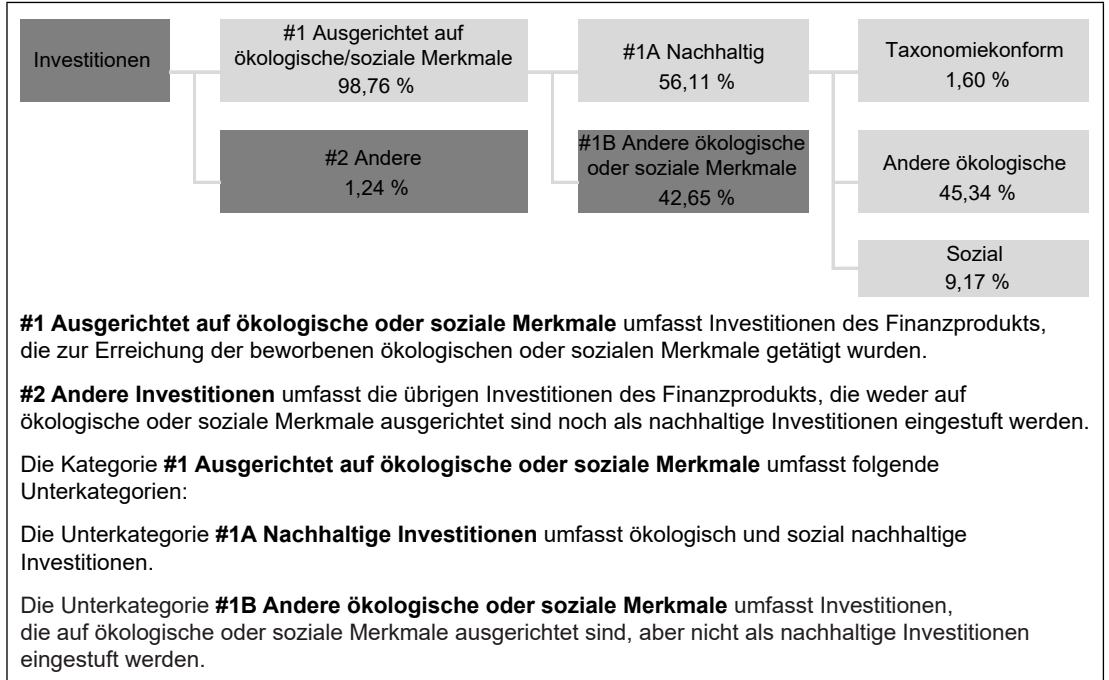 Investitionen
#1 Ausgerichtet auf
ökologische/soziale Merkmale
98,76 %
#2 Andere
1,24 %
#1A Nachhaltig
56,11 %
#1B Andere ökologische
oder soziale Merkmale
42,65 %
Taxonomiekonform
1,60 %
Andere ökologische
45,34 %
Sozial
9,17 %
#1 Ausgerichtet auf ökologische oder soziale Merkmale umfasst Investitionen des Finanzprodukts,
die zur Erreichung der beworbenen ökologischen oder sozialen Merkmale getätigt wurden.
#2 Andere Investitionen umfasst die übrigen Investitionen des Finanzprodukts, die weder auf
ökologische oder soziale Merkmale ausgerichtet sind noch als nachhaltige Investitionen eingestuft werden.
Die Kategorie #1 Ausgerichtet auf ökologische oder soziale Merkmale umfasst folgende
Unterkategorien:
Die Unterkategorie #1A Nachhaltige Investitionen umfasst ökologisch und sozial nachhaltige
Investitionen.
Die Unterkategorie #1B Andere ökologische oder soziale Merkmale umfasst Investitionen,
die auf ökologische oder soziale Merkmale ausgerichtet sind, aber nicht als nachhaltige Investitionen
eingestuft werden.